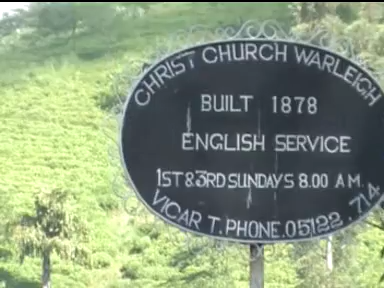 CHRIST CHURCH WARLEIGH
BUILT 1878
ENGLISH SERVICE
1ST & 3RD SUNDAYS 8.00 A M.
VICAR T. PHONE. 05122.714